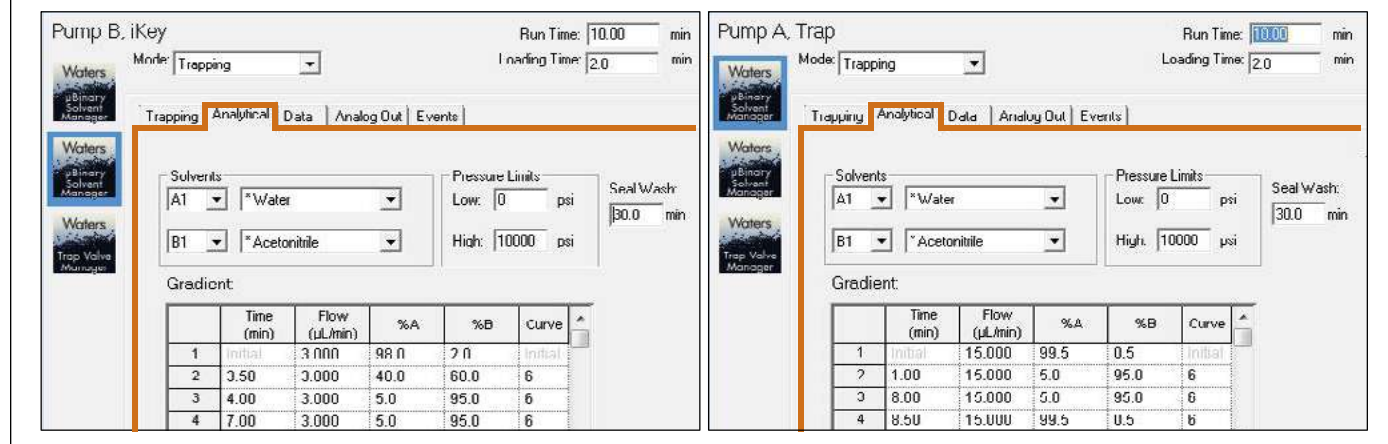 Pump B, iKey
Run Time: 10.00 min
Mode: Trapping
Loading Time: 2.0 min
Waters
µBinary
Solvent
Manager
Trapping Analytical Data Analog Out Events
Waters
µBinary
Solvent
Manager
Solvents
Pressure Limits
Seal Wash:
A1 *Water
Low: 0 psi
30.0 min
B1 *Acetonitrile
High: 10000 psi
Waters
Trap Valve
Manager
Gradient:
Time (min) Flow (µL/min) %A %B Curve
1 Initial 3.000 98.0 2.0 Initial
2 3.50 3.000 40.0 60.0 6
3 4.00 3.000 5.0 95.0 6
4 7.00 3.000 5.0 95.0 6
Pump A, Trap
Run Time: 10.00 min
Mode: Trapping
Loading Time: 2.0 min
Waters
µBinary
Solvent
Manager
Trapping Analytical Data Analog Out Events
Waters
µBinary
Solvent
Manager
Solvents
Pressure Limits
Seal Wash:
A1 *Water
Low: 0 psi
30.0 min
B1 *Acetonitrile
High: 10000 psi
Waters
Trap Valve
Manager
Gradient:
Time (min) Flow (µL/min) %A %B Curve
1 Initial 15.000 99.5 0.5 Initial
2 1.00 15.000 5.0 95.0 6
3 8.00 15.000 5.0 95.0 6
4 8.50 15.000 99.5 0.5 6